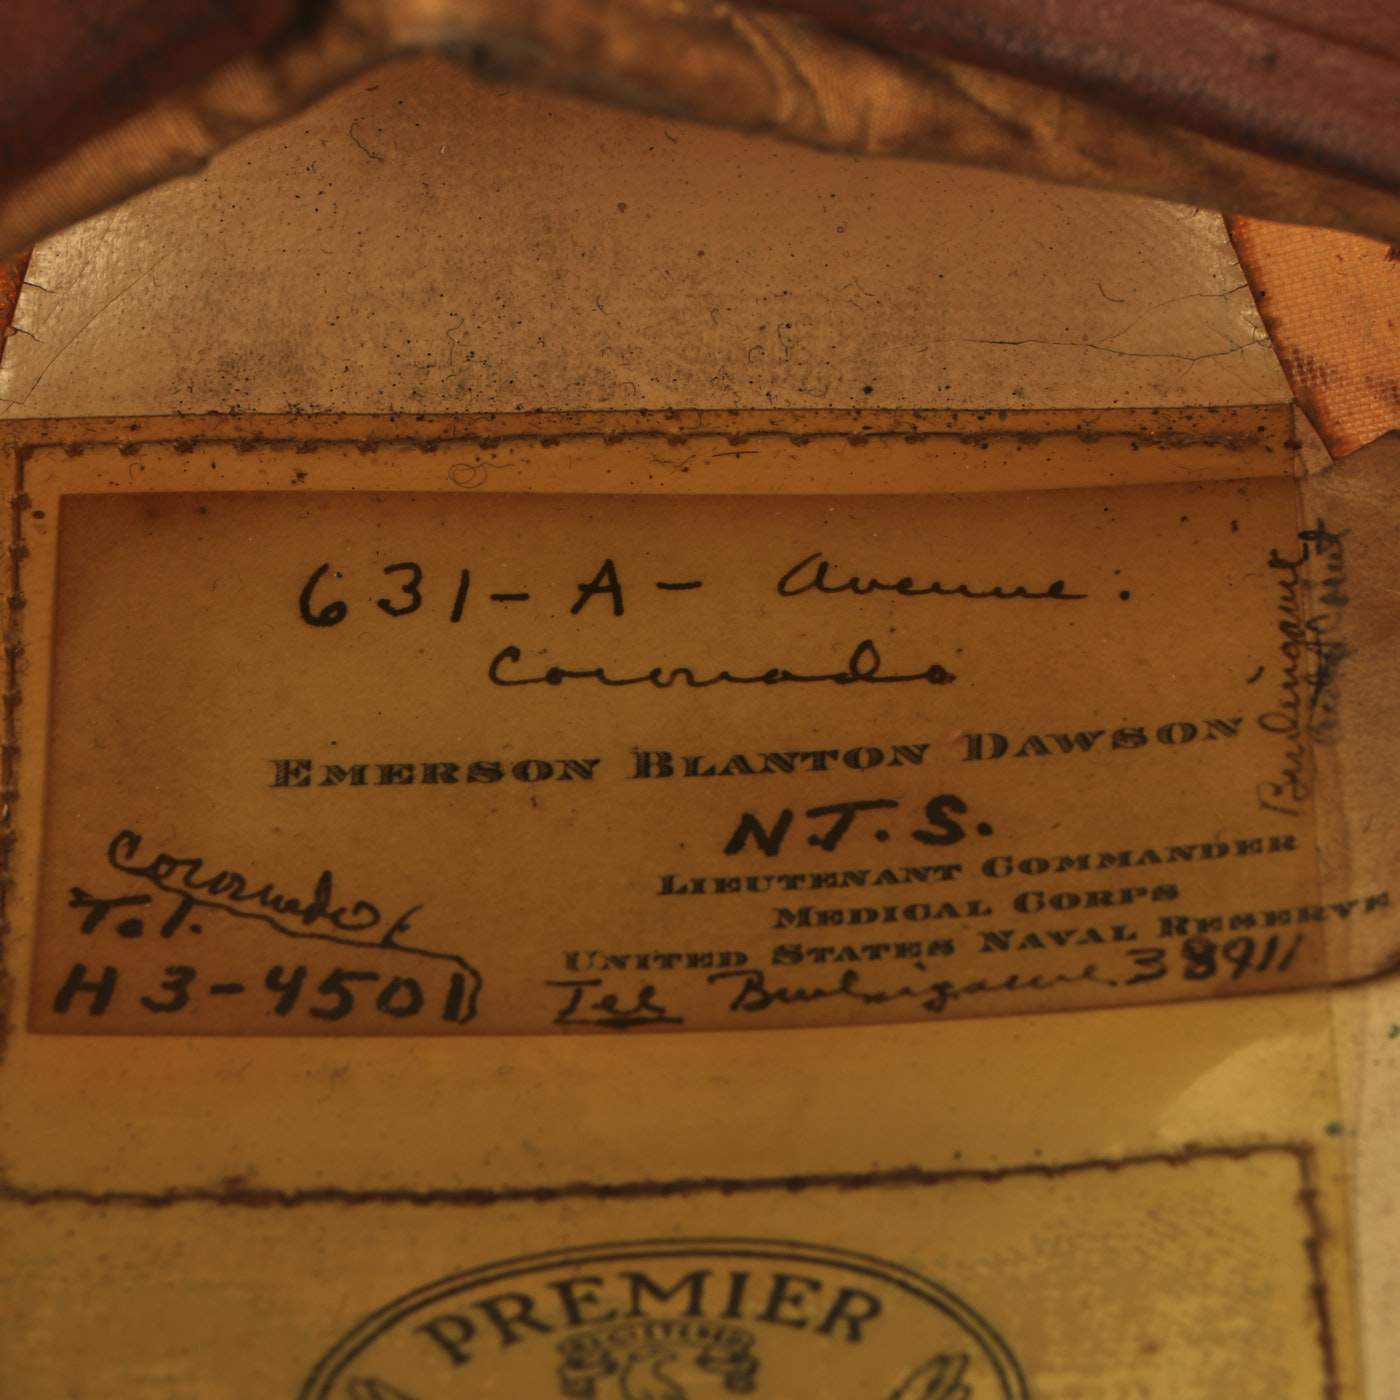 631 - A - Avenue.
Coronado
EMERSON BLANTON DAWSON
N.T.S.
LIEUTENANT COMMANDER
MEDICAL CORPS
UNITED STATES NAVAL RESERVE
Tel Burlingame 38911
Coronado
Tel.
H3-4501
PREMIER